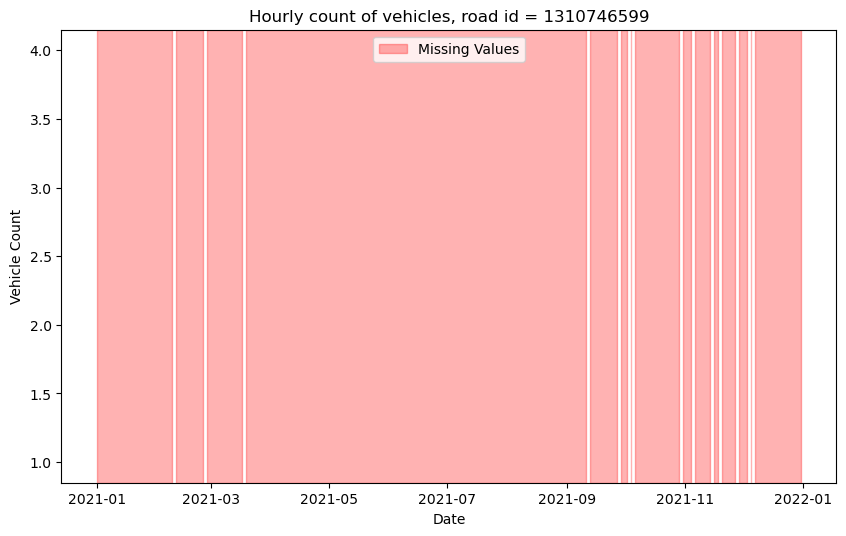 Hourly count of vehicles, road id = 1310746599
Missing Values
Vehicle Count
4.0
3.5
3.0
2.5
2.0
1.5
1.0
2021-01 2021-03 2021-05 2021-07 2021-09 2021-11 2022-01
Date